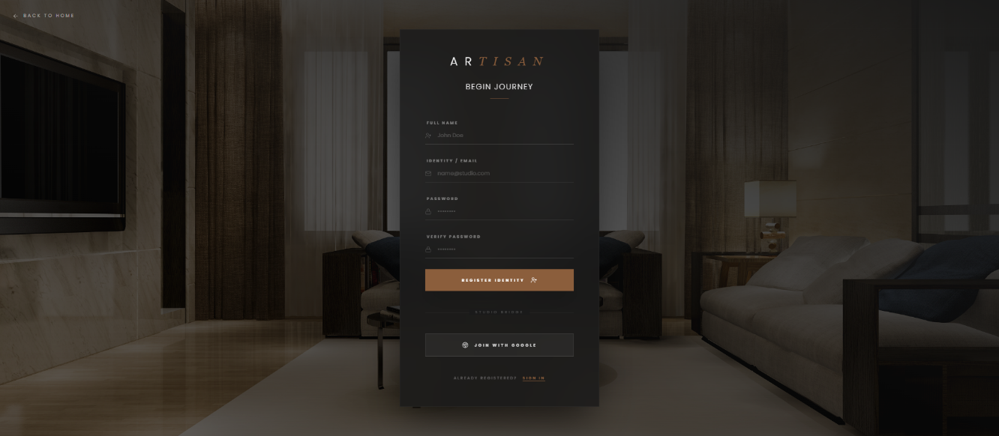 BACK TO HOME
ARTISAN
BEGIN JOURNEY
FULL NAME
John Doe
IDENTITY / EMAIL
name@studio.com
PASSWORD
••••••••
VERIFY PASSWORD
••••••••
REGISTER IDENTITY
STUDIO BRIDGE
JOIN WITH GOOGLE
ALREADY REGISTERED? SIGN IN